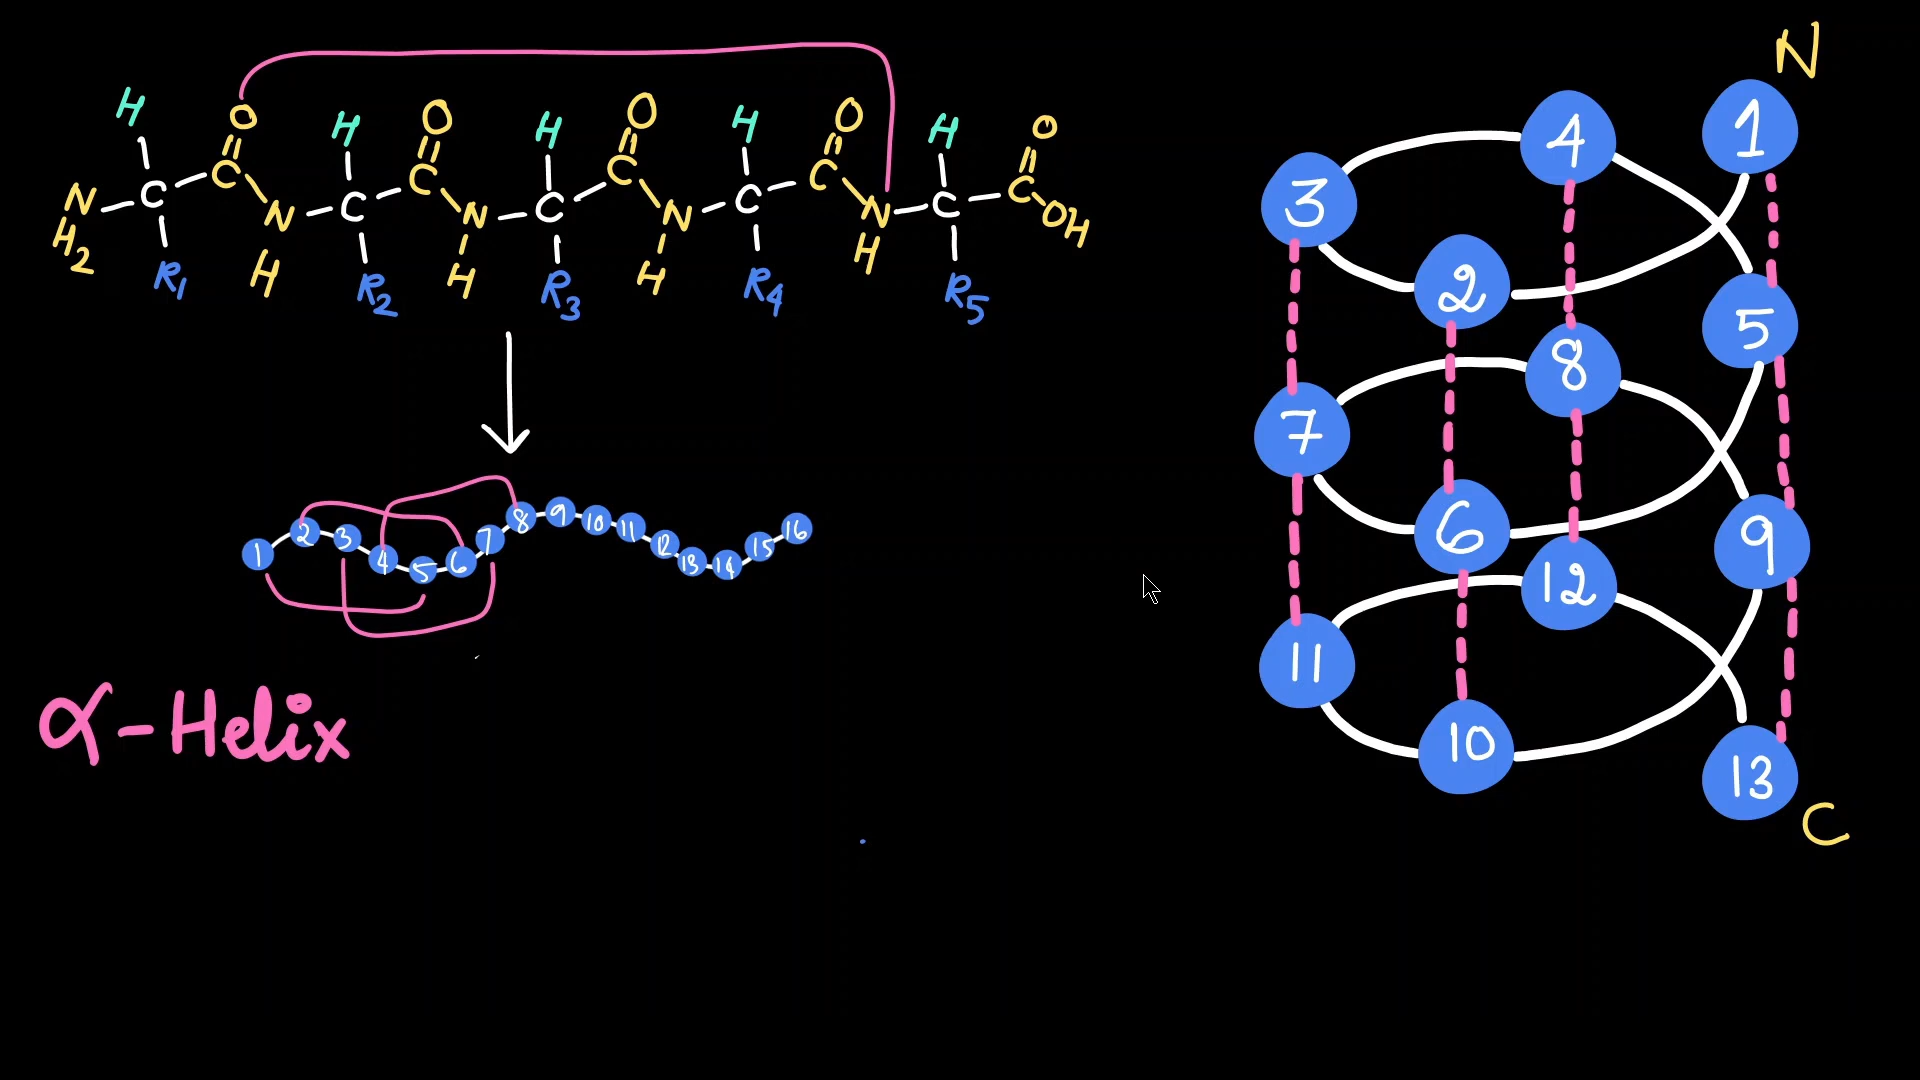 H O H O H O H O H O
N C C N C C N C C N C C N C C OH
H2 R1 H R2 H R3 H R4 H R5
1 2 3 4 5 6 7 8 9 10 11 12 13 14 15 16
α-Helix
N
1
4
3
2
5
8
7
6
9
12
11
10
13
C